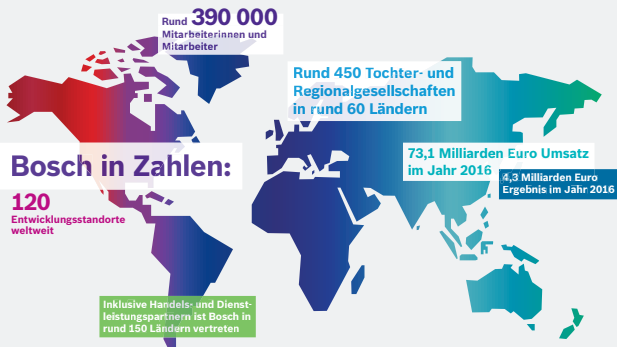 Rund 390 000
Mitarbeiterinnen und
Mitarbeiter
Rund 450 Tochter- und
Regionalgesellschaften
in rund 60 Ländern
Bosch in Zahlen:
73,1 Milliarden Euro Umsatz
im Jahr 2016
4,3 Milliarden Euro
Ergebnis im Jahr 2016
120
Entwicklungsstandorte
weltweit
Inklusive Handels- und Dienst-
leistungspartnern ist Bosch in
rund 150 Ländern vertreten